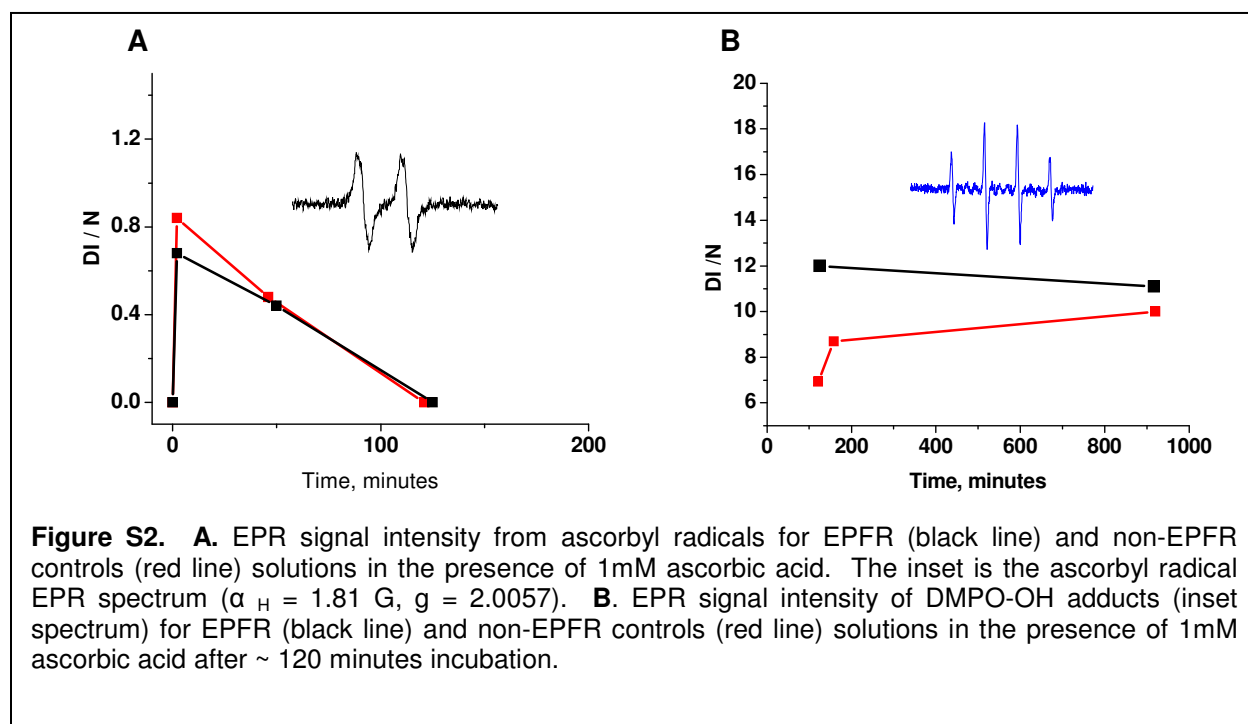 A
B
DI / N
1.2
0.8
0.4
0.0
0
100
200
Time, minutes
DI /N
20
18
16
14
12
10
8
6
0
200
400
600
800
1000
Time, minutes
Figure S2. A. EPR signal intensity from ascorbyl radicals for EPFR (black line) and non-EPFR
controls (red line) solutions in the presence of 1mM ascorbic acid. The inset is the ascorbyl radical
EPR spectrum (α H = 1.81 G, g = 2.0057). B. EPR signal intensity of DMPO-OH adducts (inset
spectrum) for EPFR (black line) and non-EPFR controls (red line) solutions in the presence of 1mM
ascorbic acid after ~ 120 minutes incubation.